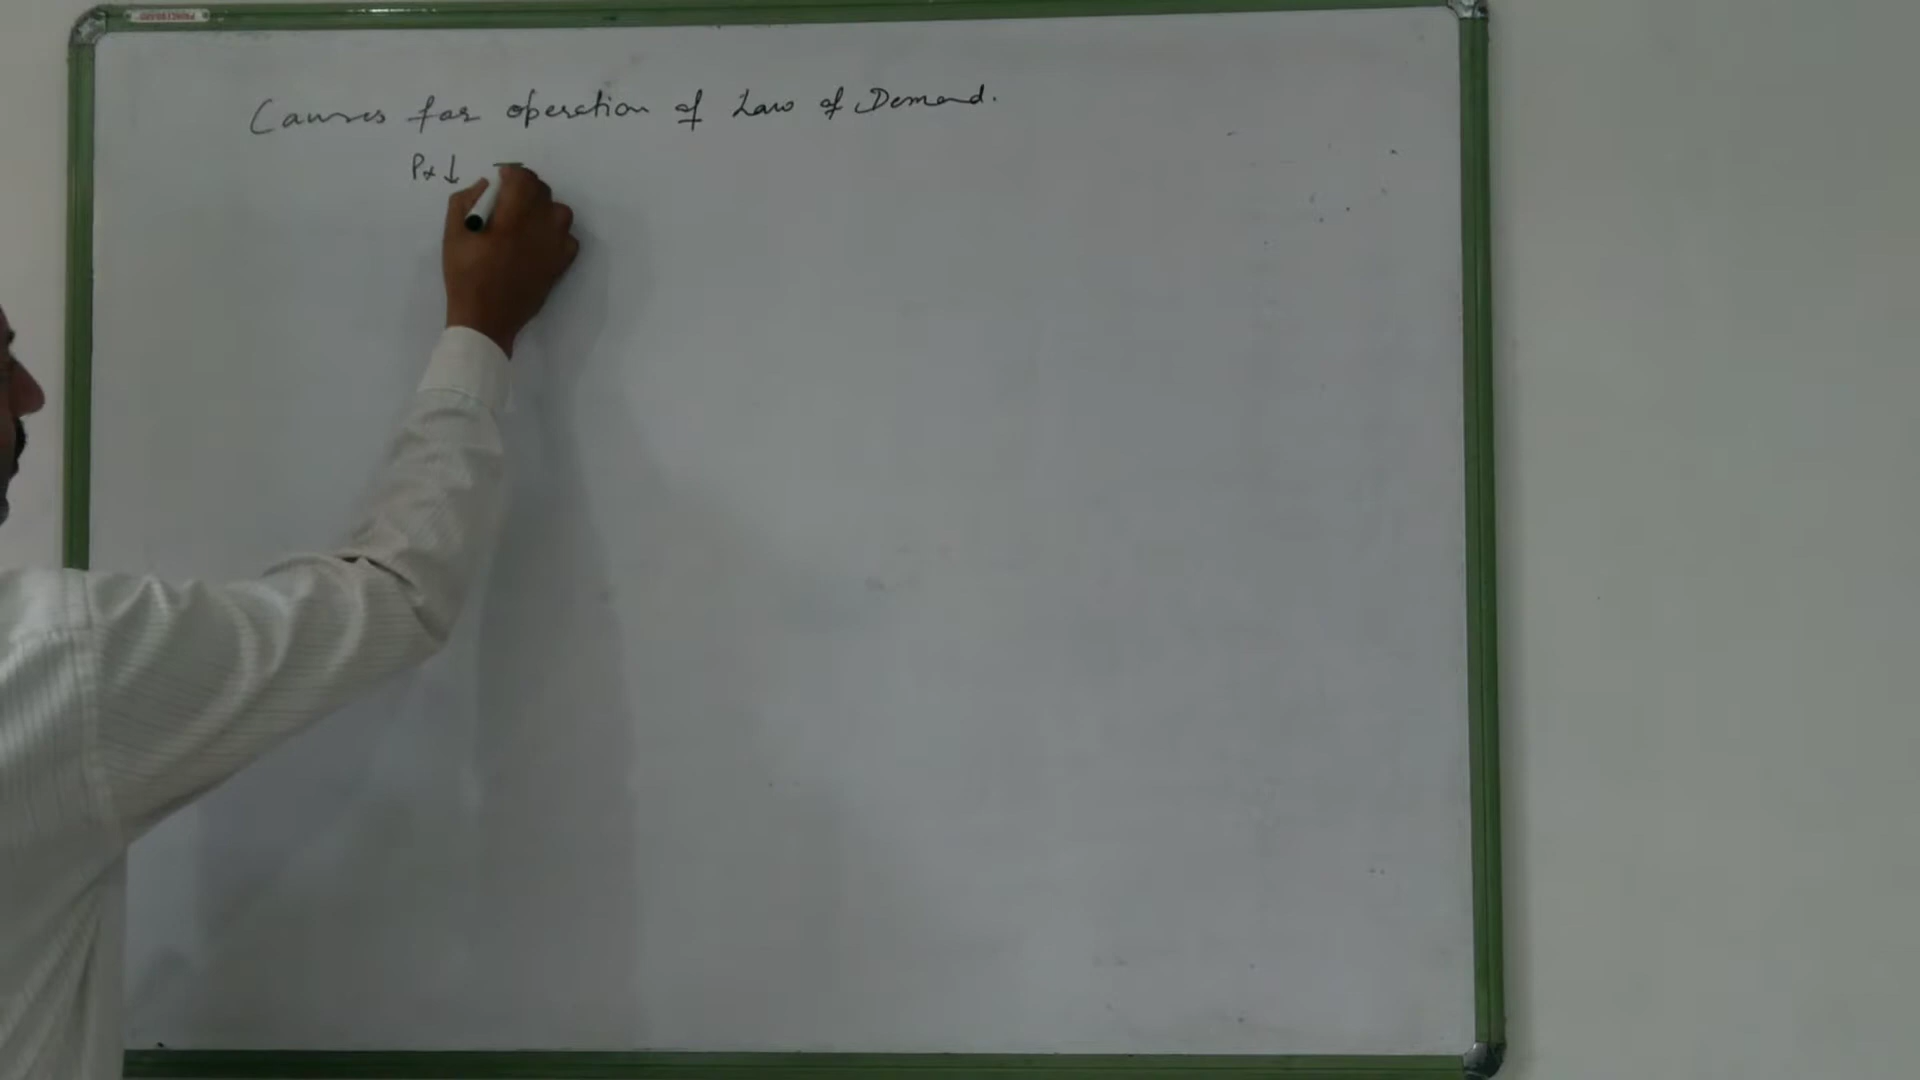 Causes for operation of Law of Demand.
Px↓